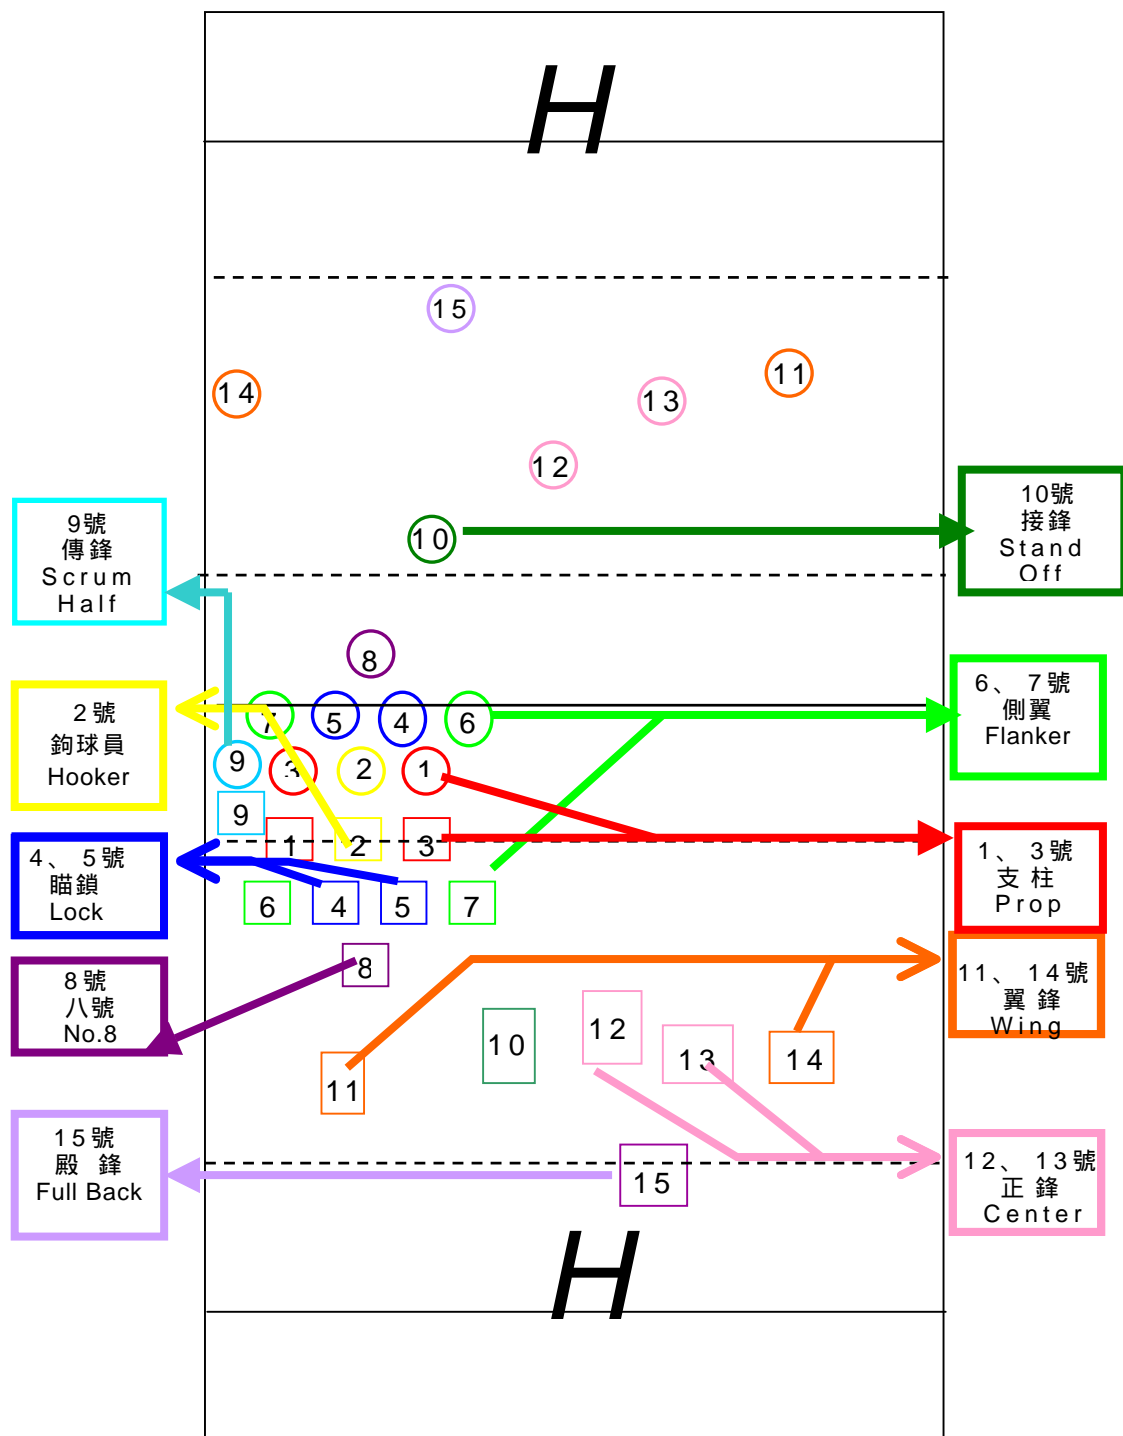 H
15
14
11
13
12
10
9號
傳鋒
Scrum
Half
10號
接鋒
Stand
Off
8
7 5 4 6
2號
鉤球員
Hooker
6、 7號
側翼
Flanker
9 3 2 1
9
1 2 3
4、 5號
瞄鎖
Lock
1、 3號
支柱
Prop
6 4 5 7
8
8號
八號
No.8
11、 14號
翼鋒
Wing
10 12 13 14
11
15號
殿 鋒
Full Back
12、 13號
正鋒
Center
15
H